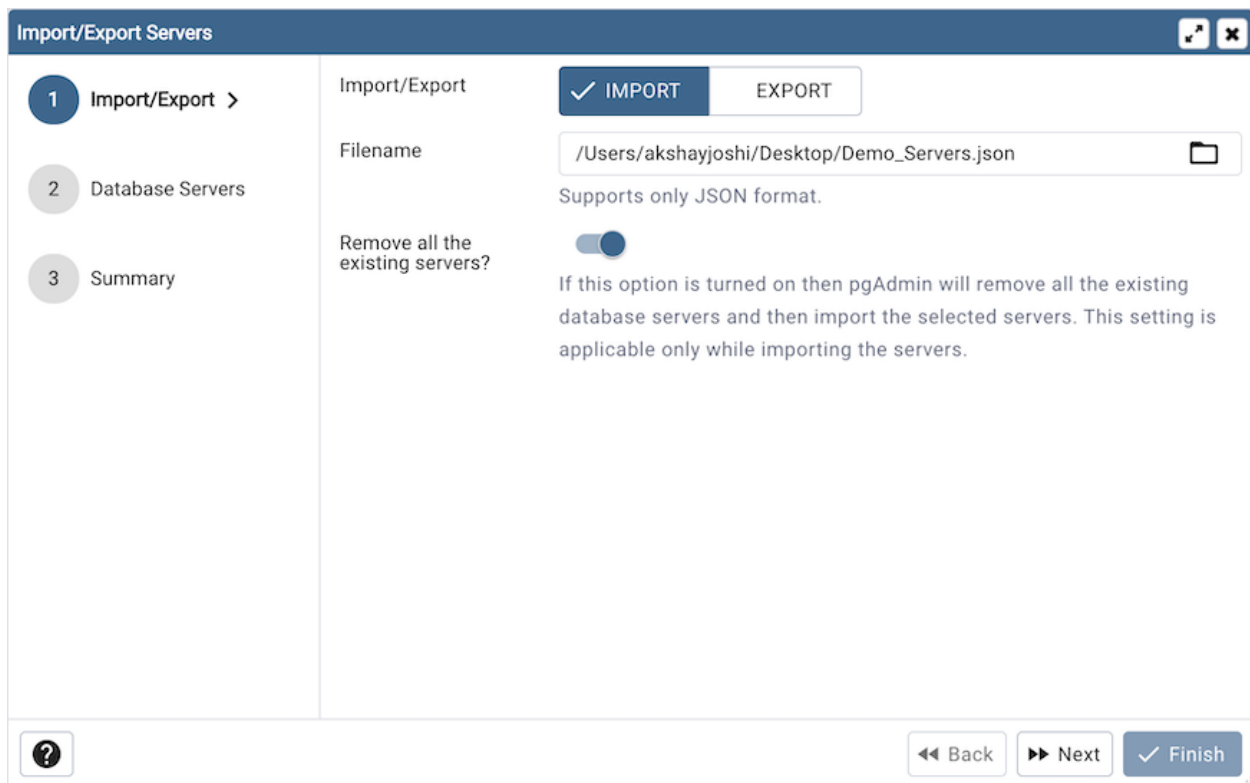 Import/Export Servers
1 Import/Export
2 Database Servers
3 Summary
Import/Export
IMPORT EXPORT
Filename
/Users/akshayjoshi/Desktop/Demo_Servers.json
Supports only JSON format.
Remove all the
existing servers?
If this option is turned on then pgAdmin will remove all the existing
database servers and then import the selected servers. This setting is
applicable only while importing the servers.
? Back Next Finish